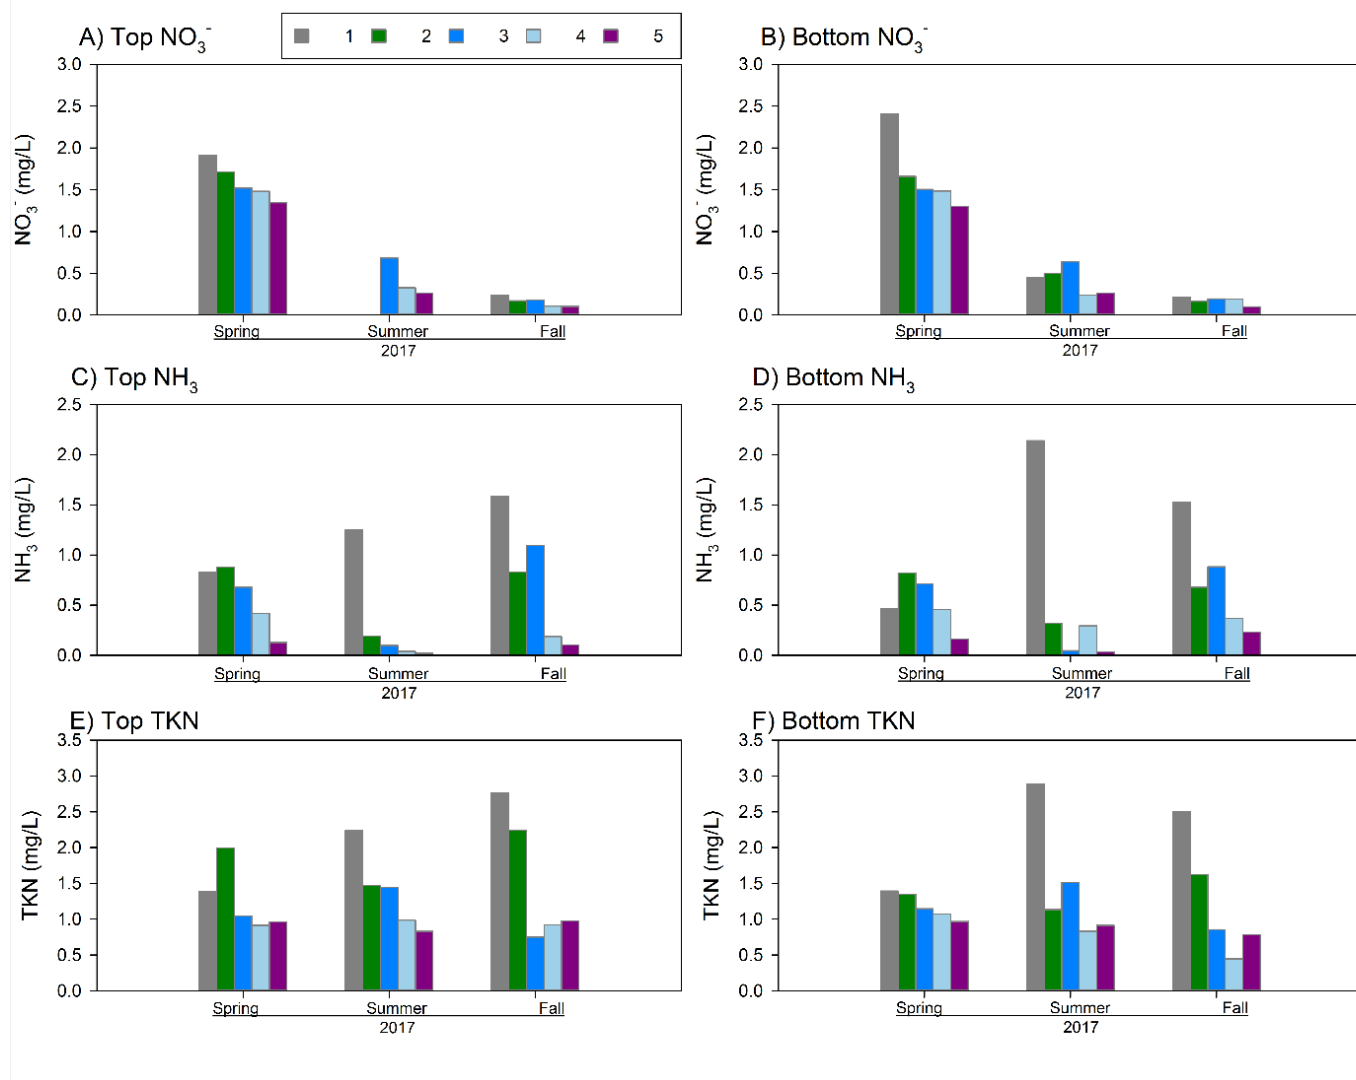 A) Top NO₃⁻
1 2 3 4 5
B) Bottom NO₃⁻
3.0
2.5
2.0
1.5
1.0
0.5
0.0
NO₃⁻ (mg/L)
Spring Summer Fall
2017
3.0
2.5
2.0
1.5
1.0
0.5
0.0
NO₃⁻ (mg/L)
Spring Summer Fall
2017
C) Top NH₃
2.5
2.0
1.5
1.0
0.5
0.0
NH₃ (mg/L)
Spring Summer Fall
2017
D) Bottom NH₃
2.5
2.0
1.5
1.0
0.5
0.0
NH₃ (mg/L)
Spring Summer Fall
2017
E) Top TKN
3.5
3.0
2.5
2.0
1.5
1.0
0.5
0.0
TKN (mg/L)
Spring Summer Fall
2017
F) Bottom TKN
3.5
3.0
2.5
2.0
1.5
1.0
0.5
0.0
TKN (mg/L)
Spring Summer Fall
2017